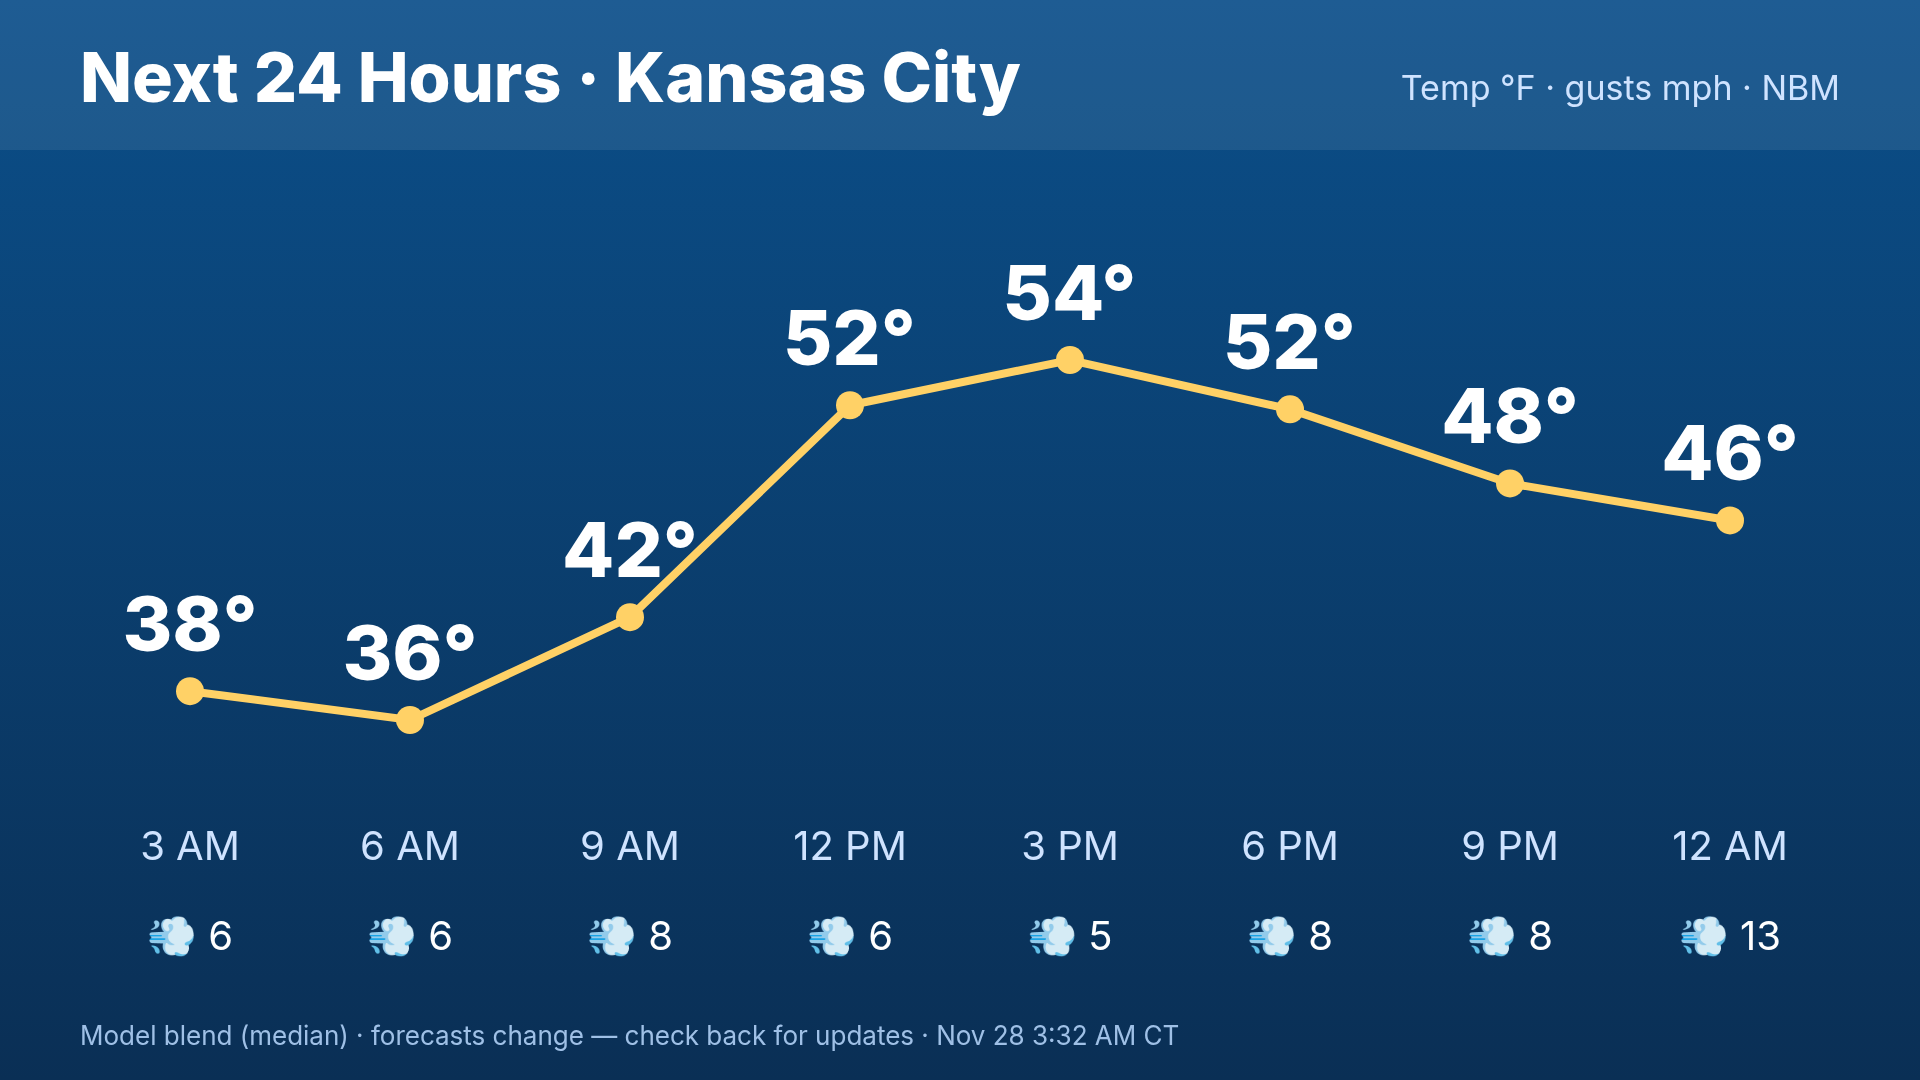 Next 24 Hours · Kansas City
Temp °F · gusts mph · NBM
38° 36° 42° 52° 54° 52° 48° 46°
3 AM 6 AM 9 AM 12 PM 3 PM 6 PM 9 PM 12 AM
💨 6 💨 6 💨 8 💨 6 💨 5 💨 8 💨 8 💨 13
Model blend (median) · forecasts change — check back for updates · Nov 28 3:32 AM CT